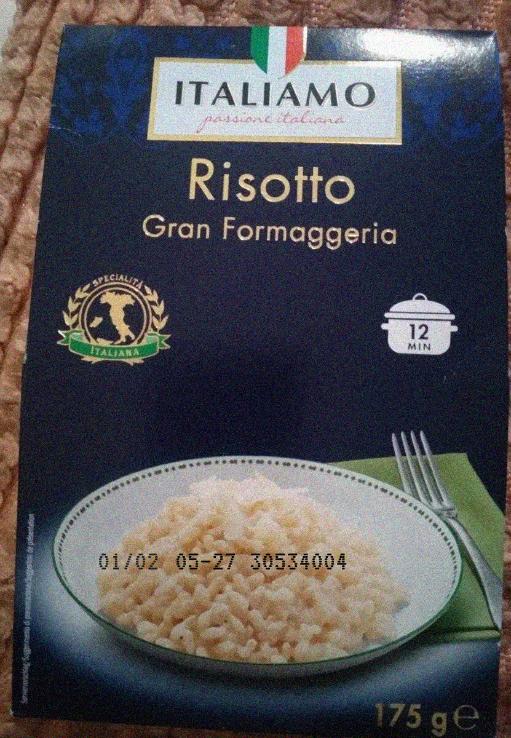 ITALIAMO
passione italiana
Risotto
Gran Formaggeria
SPECIALITÀ
ITALIANA
12
MIN
01/02 05-27 30534004
175 g e